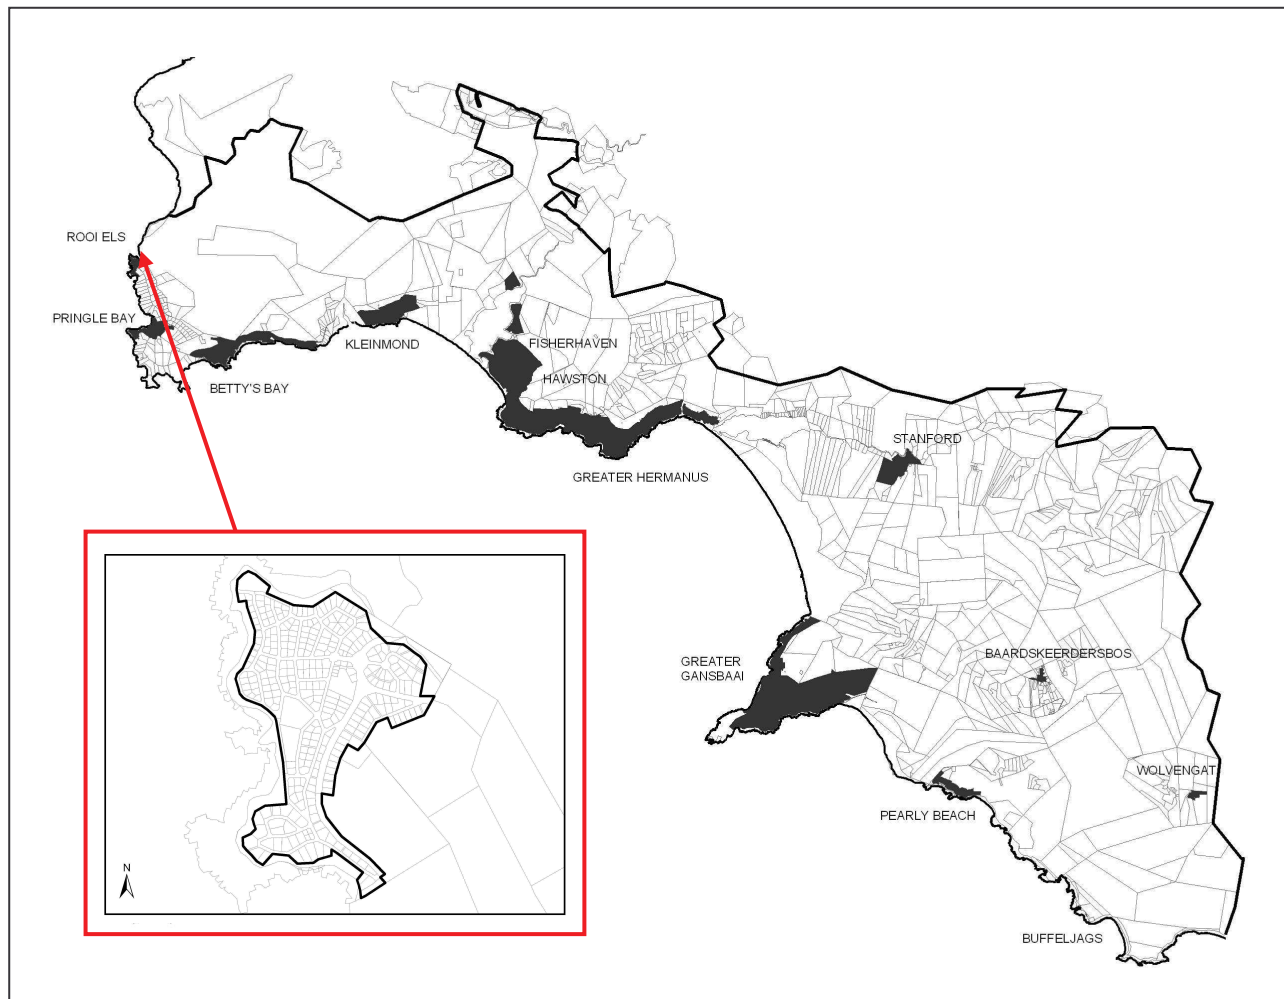 ROOI ELS
PRINGLE BAY
BETTY'S BAY
KLEINMOND
FISHERHAVEN
HAWSTON
GREATER HERMANUS
STANFORD
GREATER
GANSBAAI
BAARDSKEERDERSBOS
WOLVENGAT
PEARLY BEACH
BUFFELJAGS
N